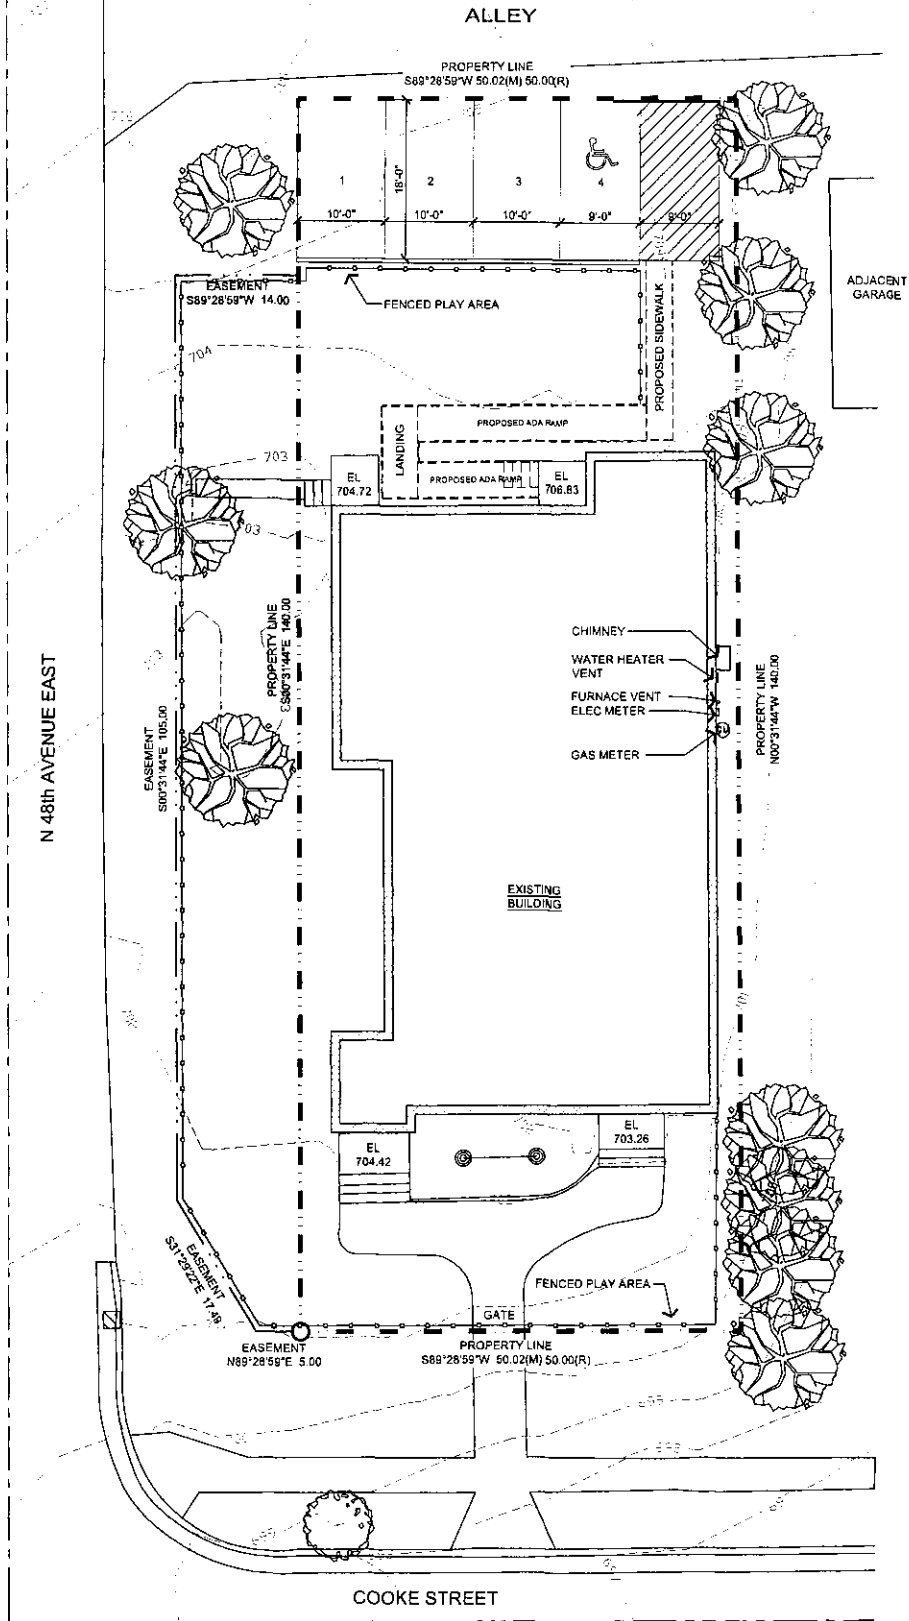 ALLEY
PROPERTY LINE
S89°28'59"W 50.02(M) 50.00(R)
1
2
3
4
18'-0"
10'-0"
10'-0"
10'-0"
9'-0"
9'-0"
EASEMENT
S89°28'59"W 14.00
FENCED PLAY AREA
PROPOSED SIDEWALK
ADJACENT
GARAGE
704
703
703
LANDING
PROPOSED ADA RAMP
PROPOSED ADA RAMP
EL
704.72
EL
706.83
PROPERTY LINE
S00°31'44"E 140.00
CHIMNEY
WATER HEATER
VENT
FURNACE VENT
ELEC METER
GAS METER
PROPERTY LINE
N00°31'44"W 140.00
N 48th AVENUE EAST
EASEMENT
S00°31'44"E 105.00
EXISTING
BUILDING
EL
704.42
EL
703.26
EASEMENT
S31°29'22"E 17.49
FENCED PLAY AREA
GATE
EASEMENT
N89°28'59"E 5.00
PROPERTY LINE
S89°28'59"W 50.02(M) 50.00(R)
COOKE STREET